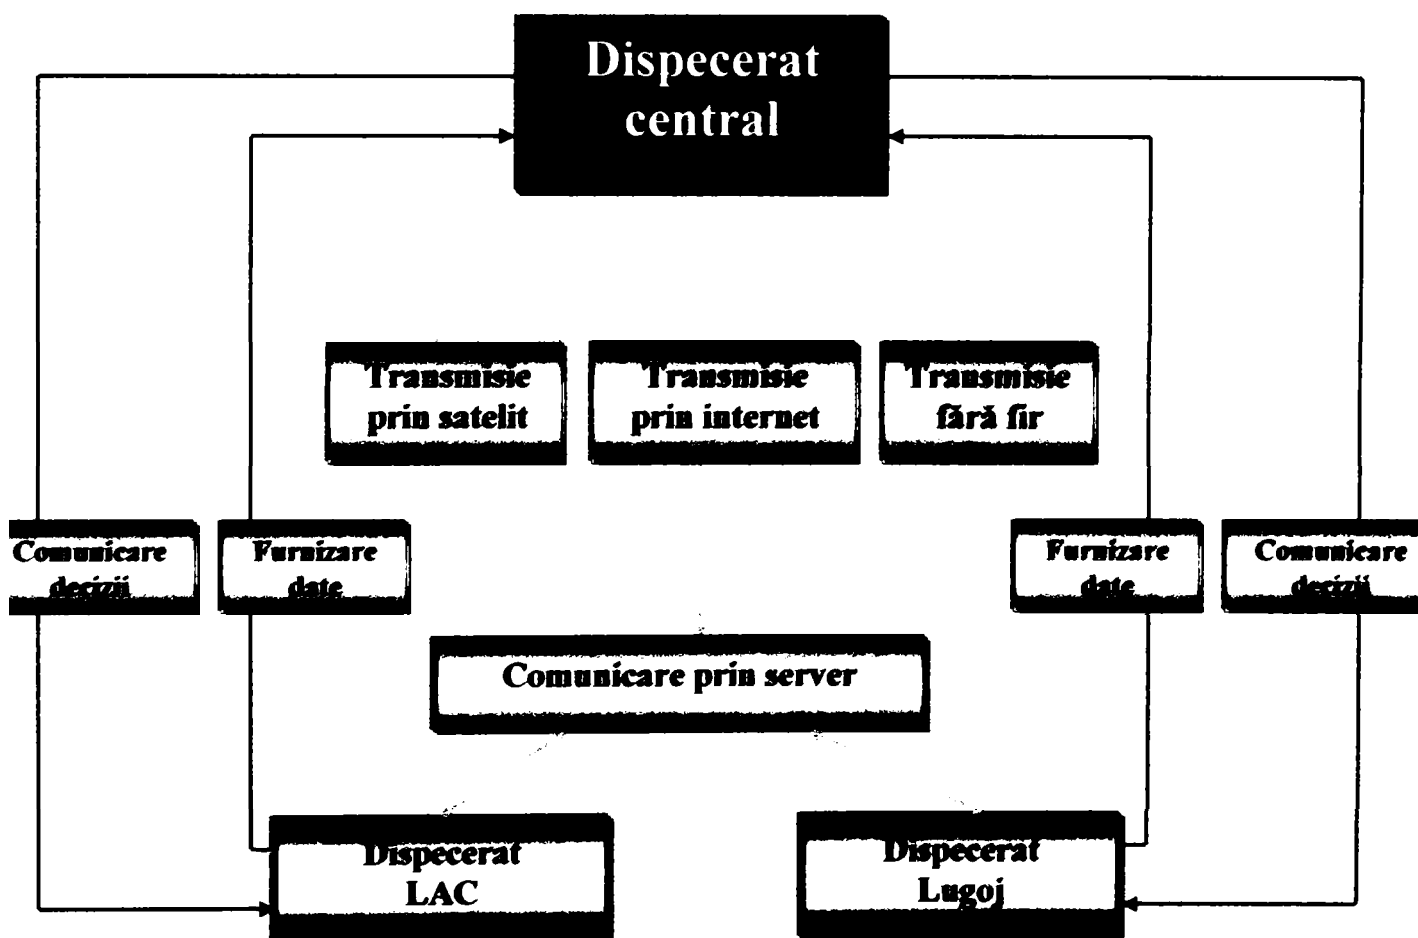 Dispecerat
central
Transmisie
prin satelit
Transmisie
prin internet
Transmisie
fără fir
Comunicare
decizii
Furnizare
date
Furnizare
date
Comunicare
decizii
Comunicare prin server
Dispecerat
LAC
Dispecerat
Lugoj